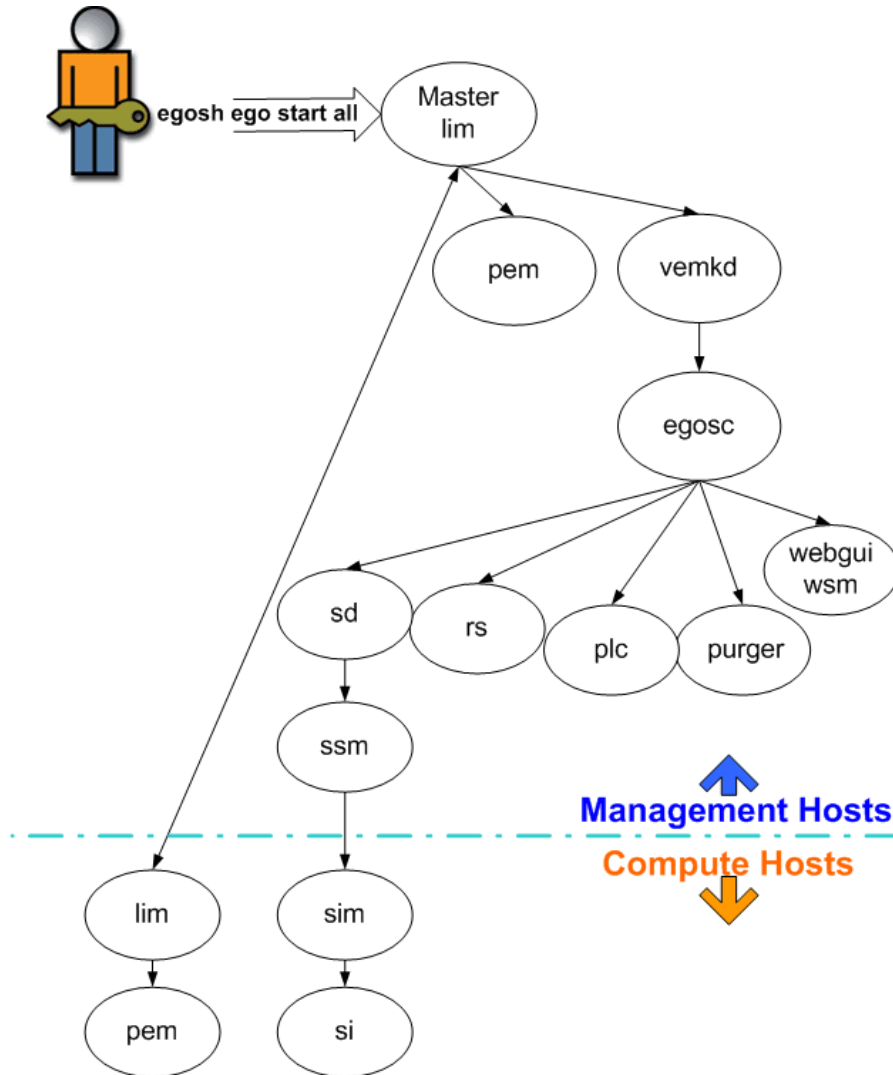 egosh ego start all
Master
lim
pem
vemkd
egosc
webgui
wsm
sd
rs
plc
purger
ssm
Management Hosts
Compute Hosts
lim
sim
pem
si